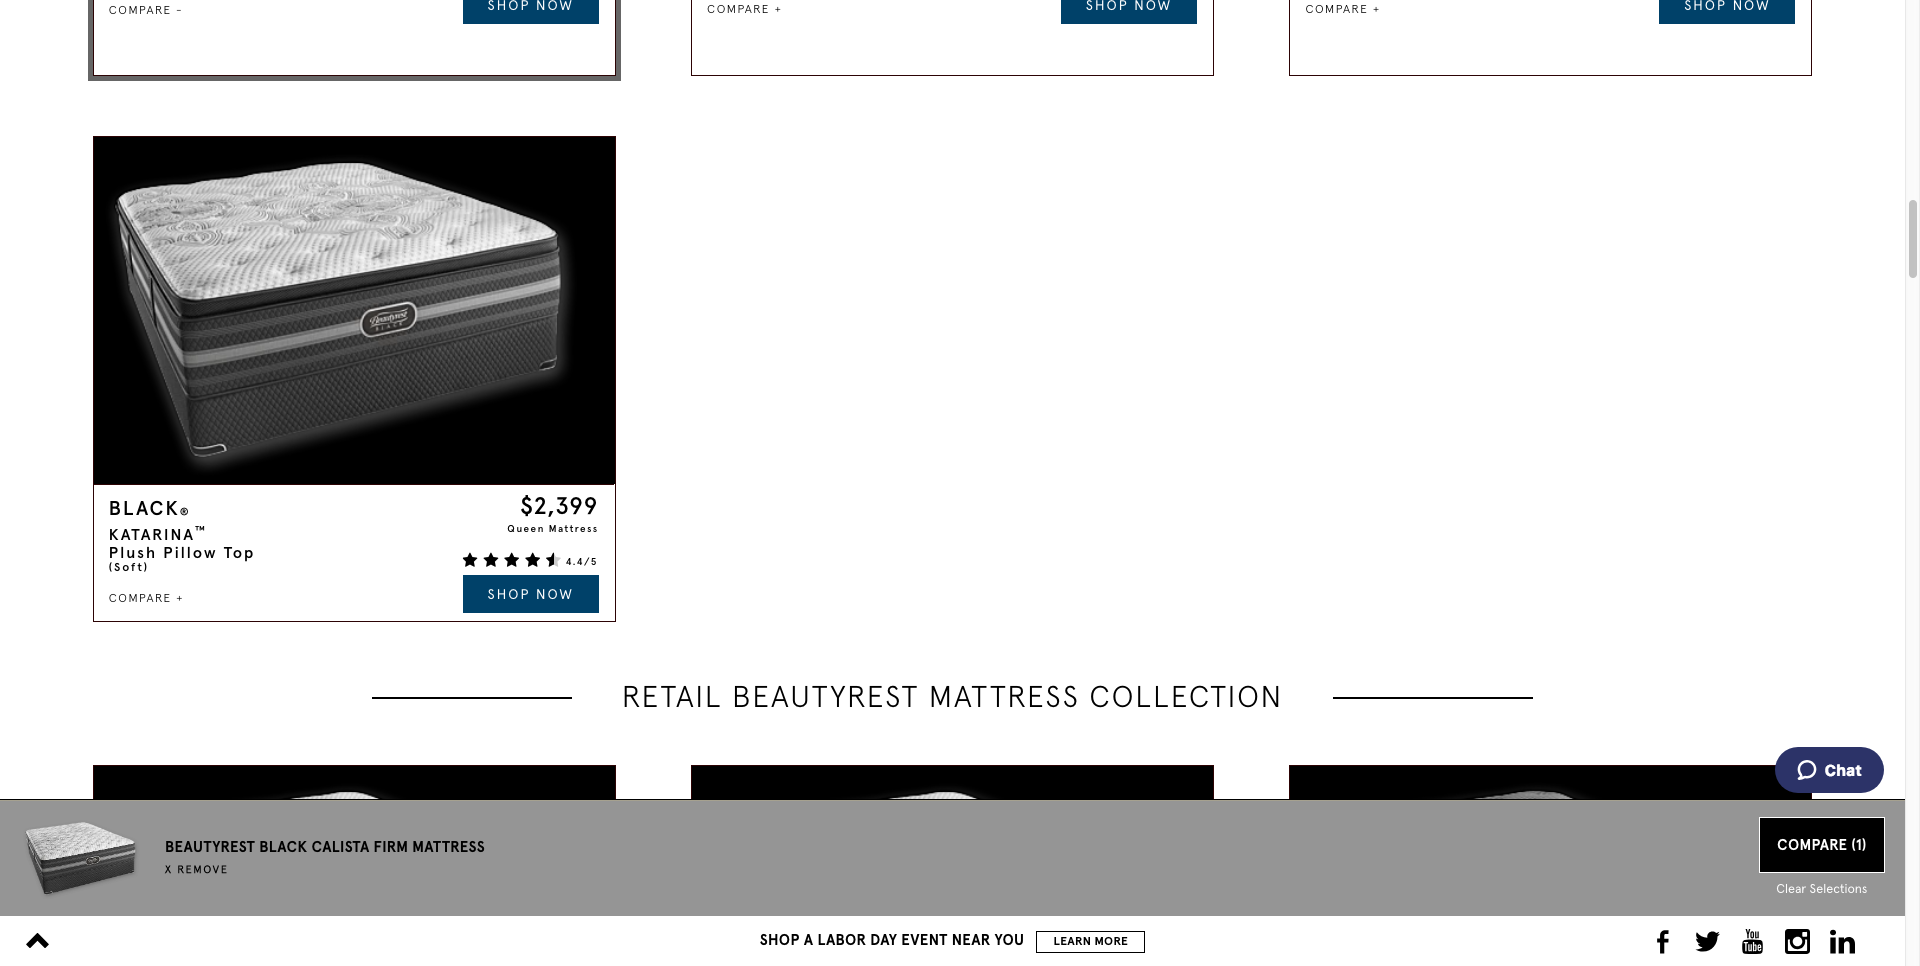 COMPARE -
SHOP NOW
COMPARE +
SHOP NOW
COMPARE +
SHOP NOW
Beautyrest
BLACK
BLACK®
$2,399
KATARINA™
Queen Mattress
Plush Pillow Top
(Soft)
4.4/5
COMPARE +
SHOP NOW
RETAIL BEAUTYREST MATTRESS COLLECTION
Chat
BEAUTYREST BLACK CALISTA FIRM MATTRESS
X REMOVE
COMPARE (1)
Clear Selections
SHOP A LABOR DAY EVENT NEAR YOU
LEARN MORE
You
Tube